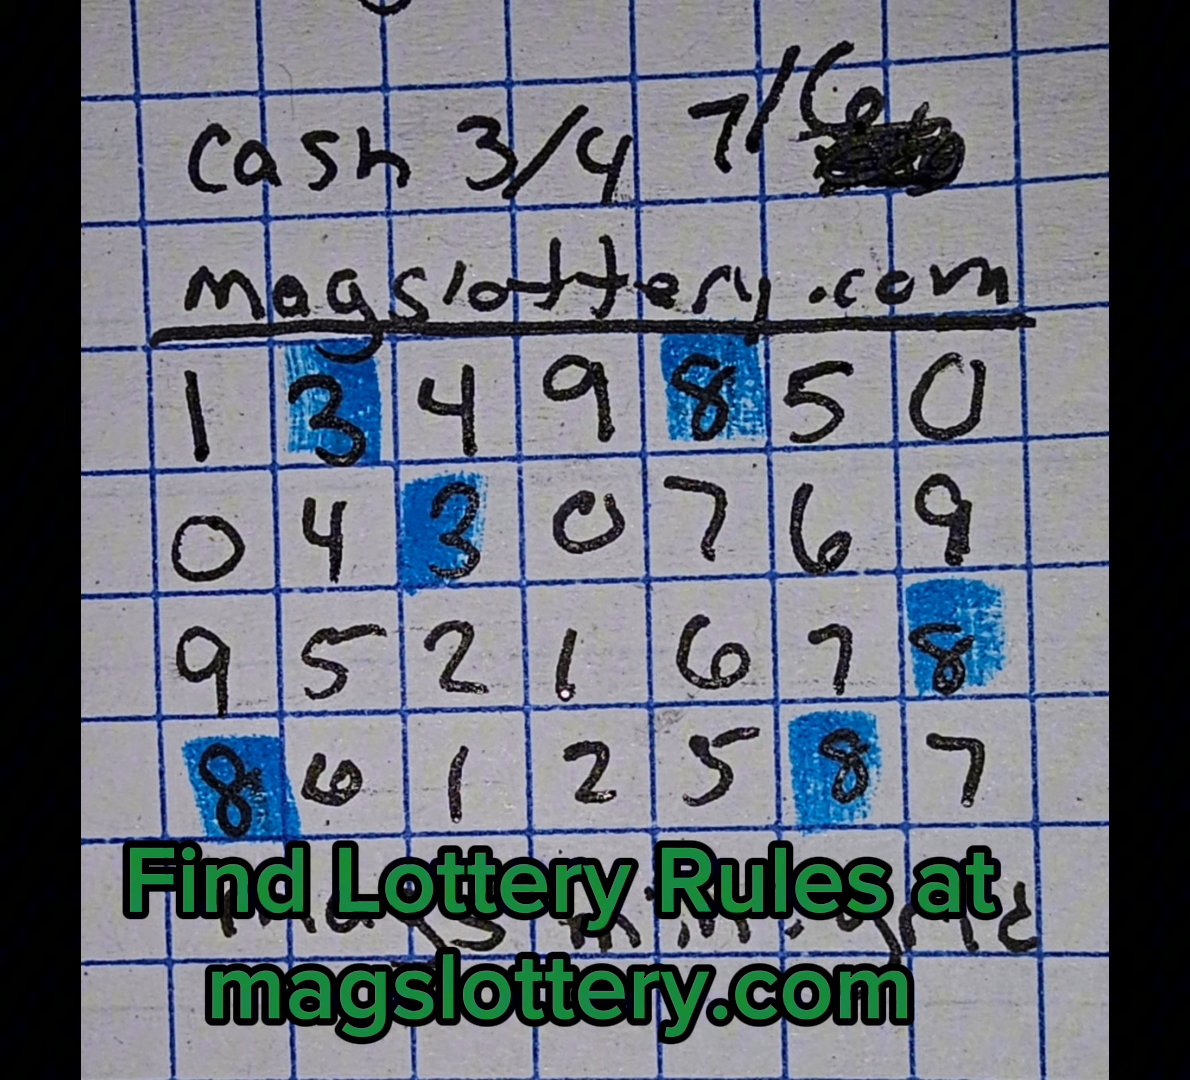 Cash 3/4 7/6
magslottery.com
1 3 4 9 8 5 0
0 4 3 0 7 6 9
9 5 2 1 6 7 8
8 6 1 2 5 8 7
Find Lottery Rules at
magslottery.com